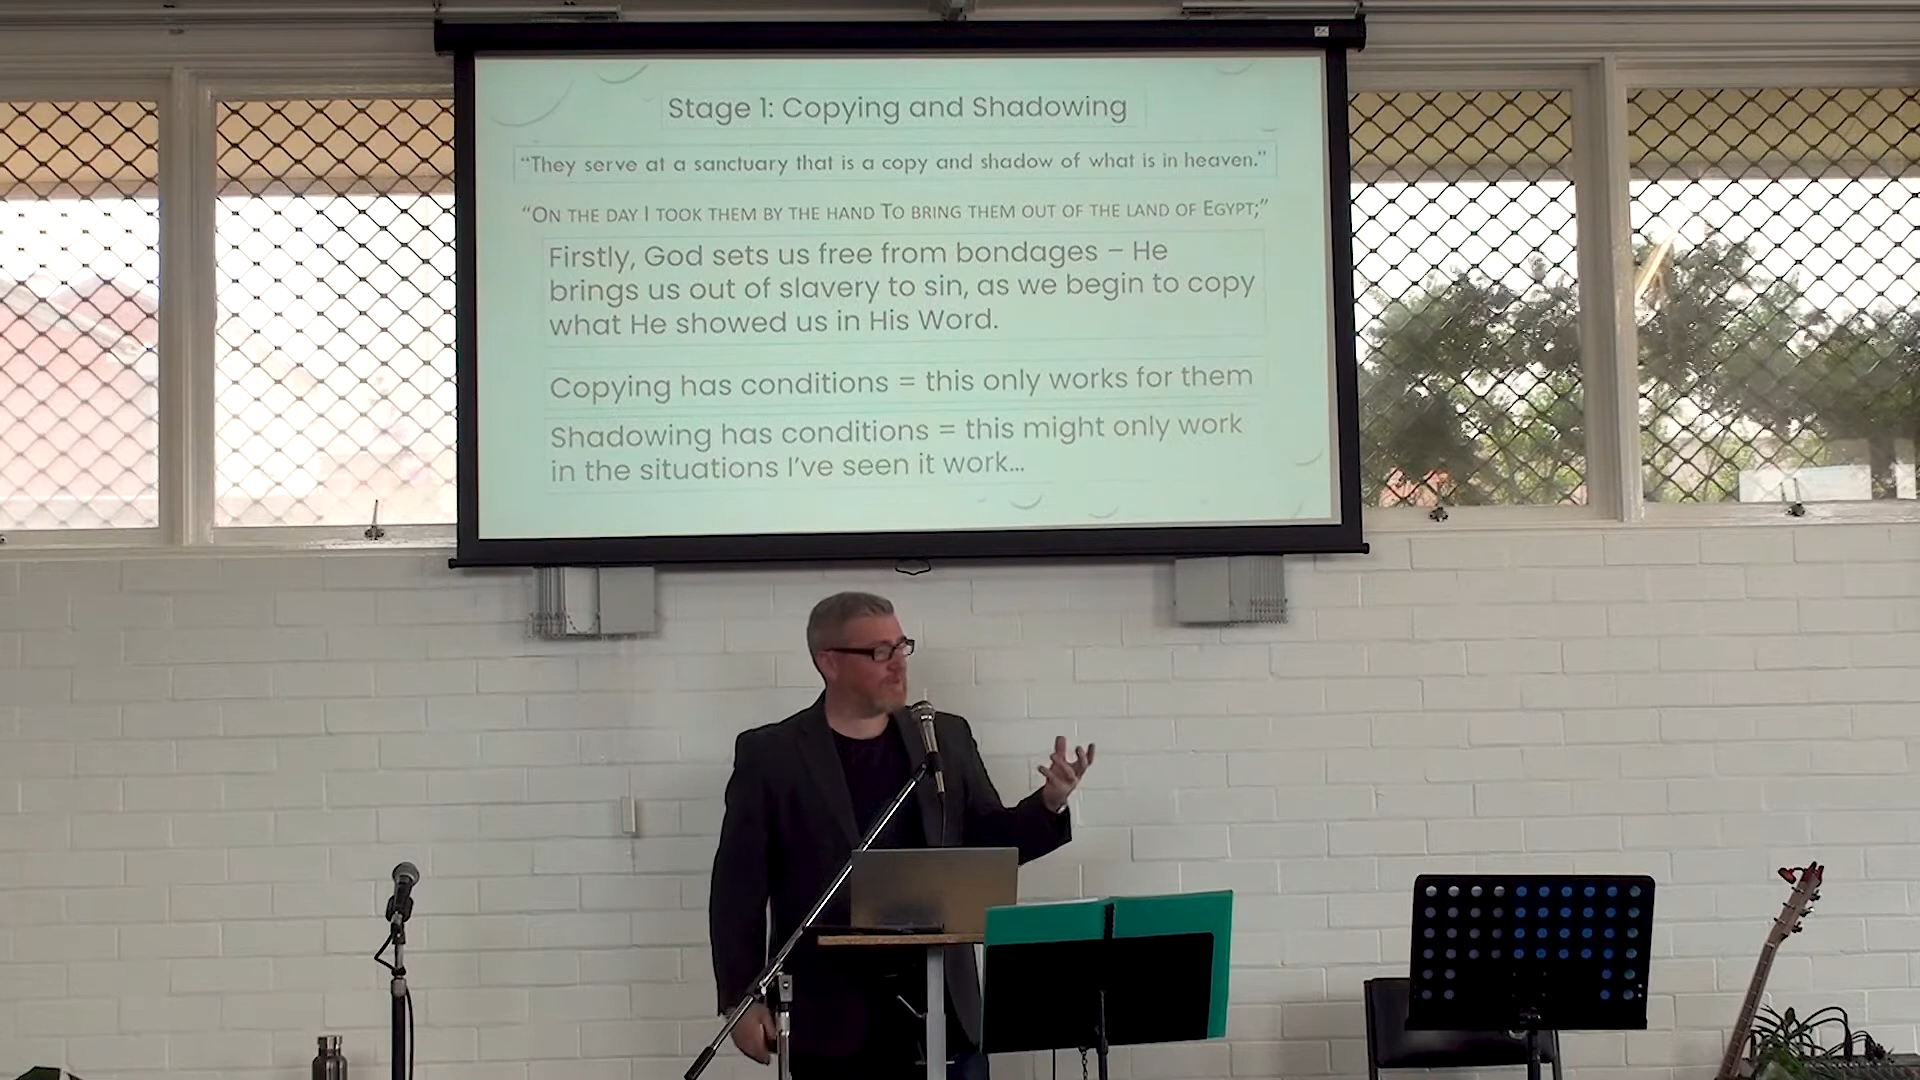 Stage 1: Copying and Shadowing
“They serve at a sanctuary that is a copy and shadow of what is in heaven.”
“ON THE DAY I TOOK THEM BY THE HAND TO BRING THEM OUT OF THE LAND OF EGYPT;”
Firstly, God sets us free from bondages – He
brings us out of slavery to sin, as we begin to copy
what He showed us in His Word.
Copying has conditions = this only works for them
Shadowing has conditions = this might only work
in the situations I’ve seen it work...